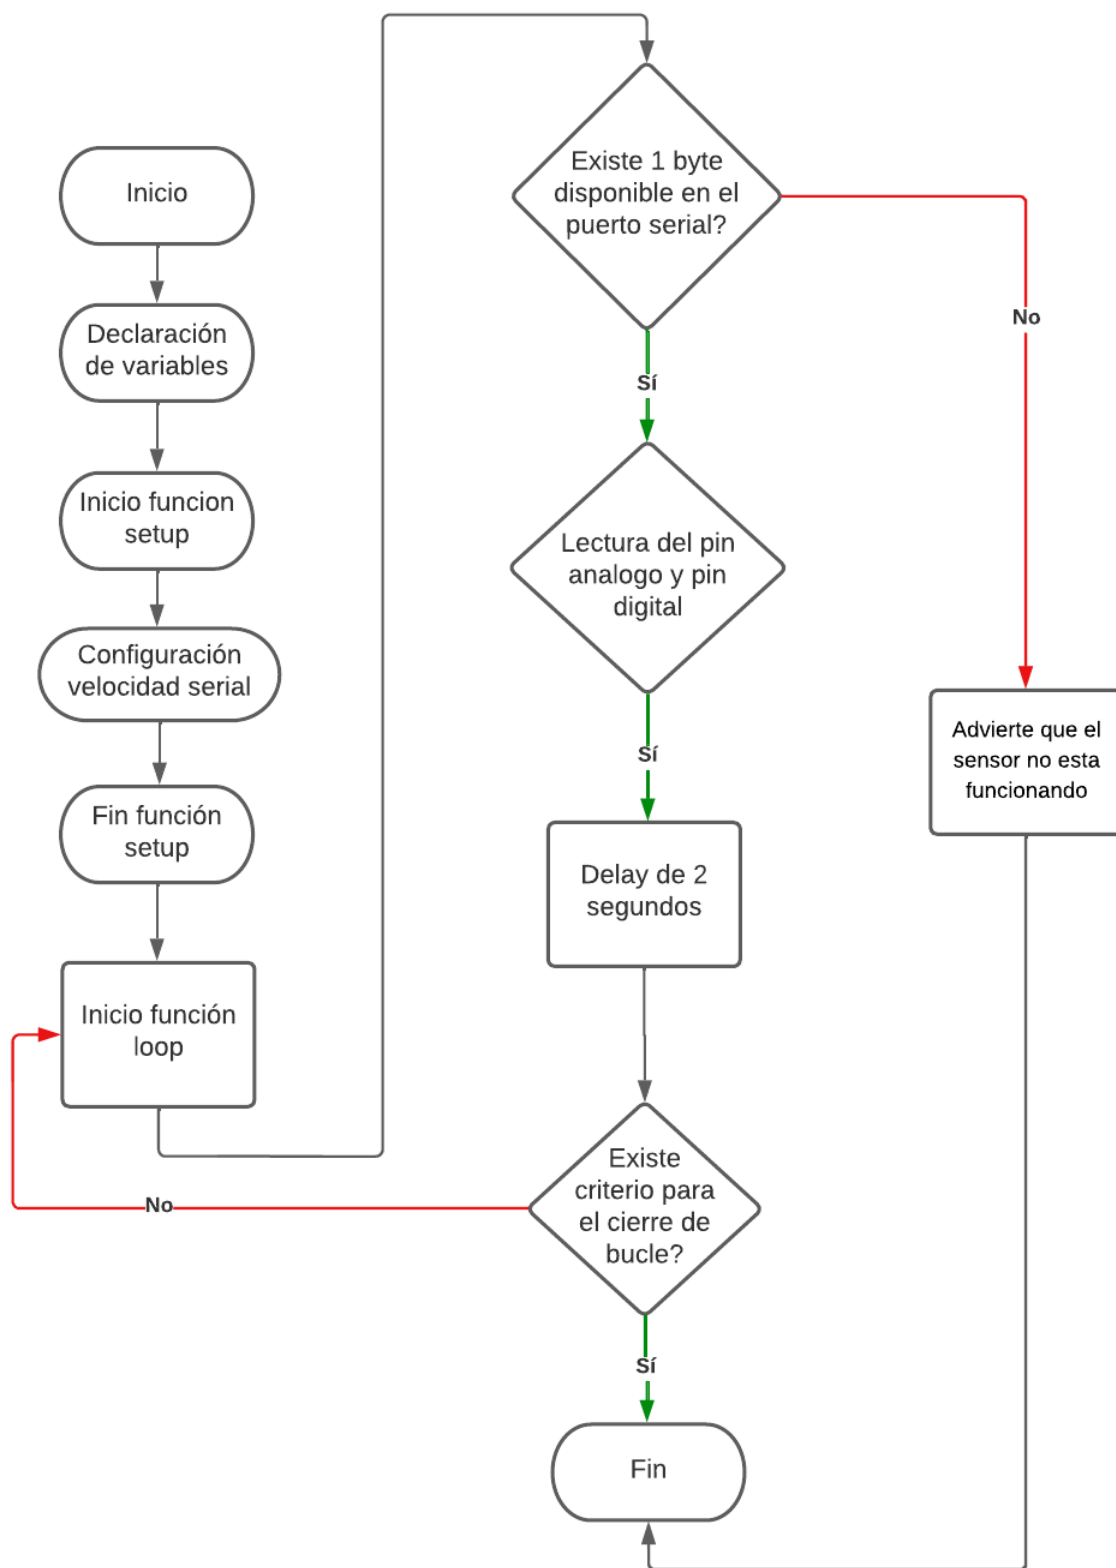 Inicio
Declaración
de variables
Inicio funcion
setup
Configuración
velocidad serial
Fin función
setup
Inicio función
loop
Existe 1 byte
disponible en el
puerto serial?
No
Sí
Lectura del pin
analogo y pin
digital
Sí
Advierte que el
sensor no esta
funcionando
Delay de 2
segundos
Existe
criterio para
el cierre de
bucle?
No
Sí
Fin